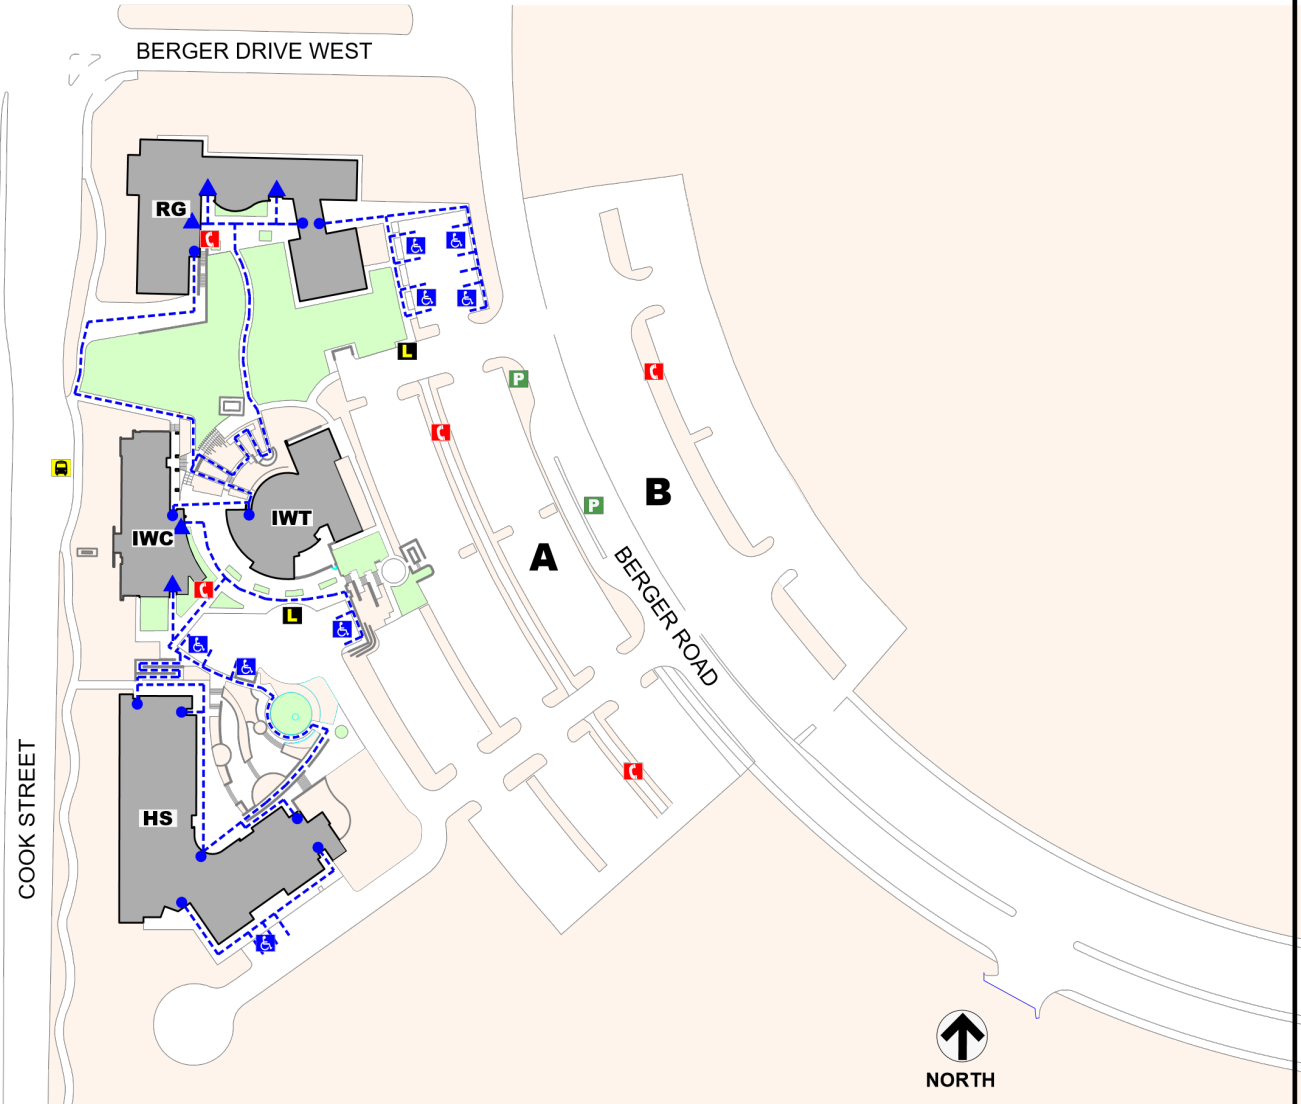 BERGER DRIVE WEST
RG
L
P
B
P
IWT
IWC
A
BERGER ROAD
L
COOK STREET
HS
NORTH